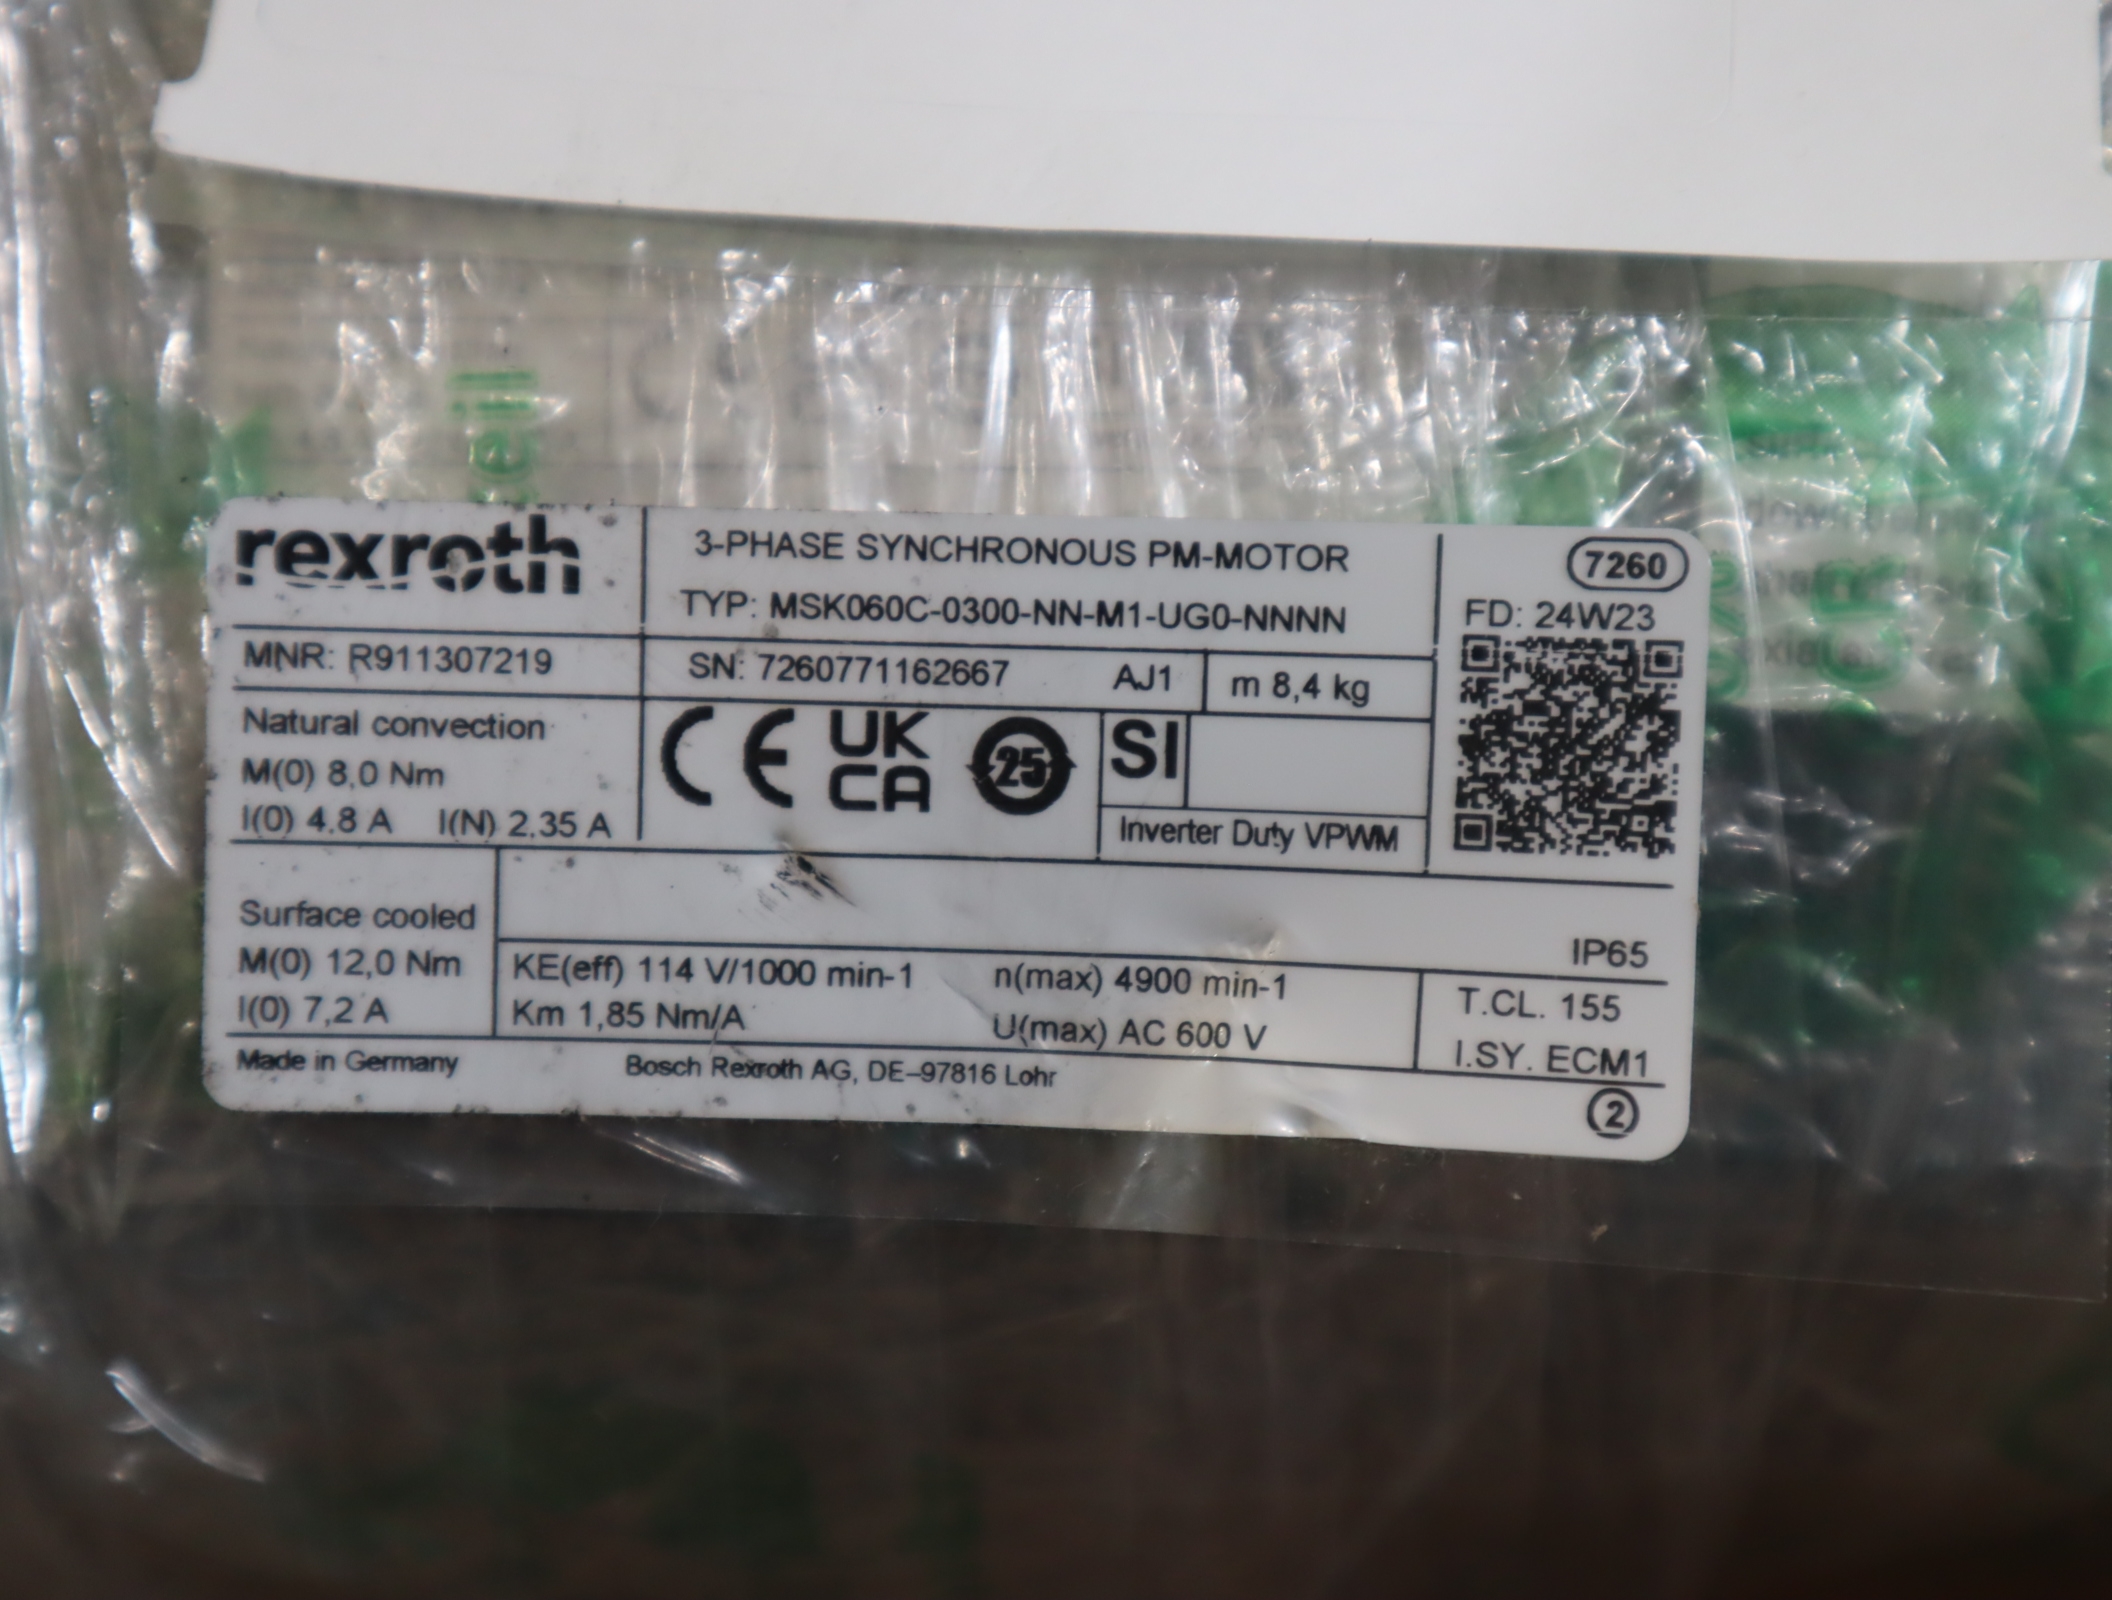 rexroth
3-PHASE SYNCHRONOUS PM-MOTOR
7260
TYP: MSK060C-0300-NN-M1-UG0-NNNN
FD: 24W23
MNR: R911307219
SN: 7260771162667 AJ1
m 8,4 kg
Natural convection
M(0) 8,0 Nm
I(0) 4,8 A I(N) 2,35 A
CE
UK
CA
25
SI
Inverter Duty VPWM
Surface cooled
M(0) 12,0 Nm
I(0) 7,2 A
IP65
KE(eff) 114 V/1000 min-1 n(max) 4900 min-1
Km 1,85 Nm/A U(max) AC 600 V
T.CL. 155
I.SY. ECM1
Made in Germany Bosch Rexroth AG, DE-97816 Lohr
2